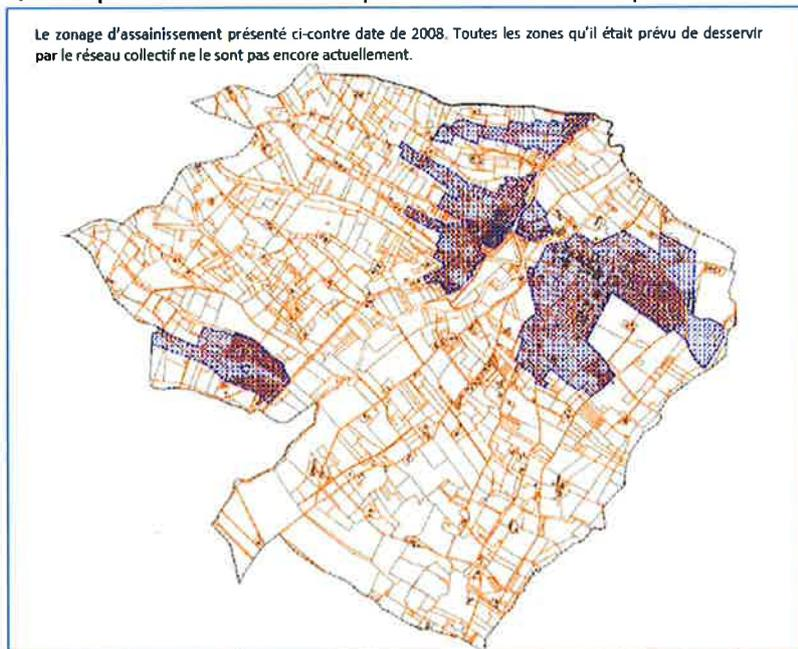 Le zonage d'assainissement présenté ci-contre date de 2008. Toutes les zones qu'il était prévu de desservir
par le réseau collectif ne le sont pas encore actuellement.